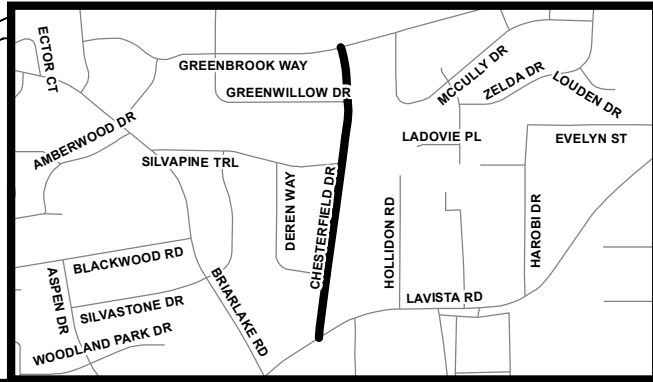 ECTOR CT
GREENBROOK WAY
GREENWILLOW DR
MCCULLY DR
ZELDA DR
LOUDEN DR
AMBERWOOD DR
SILVAPINE TRL
LADOVIE PL
EVELYN ST
DEREN WAY
CHESTERFIELD DR
HOLLIDON RD
HAROBI DR
BLACKWOOD RD
ASPEN DR
SILVASTONE DR
BRIARLAKE RD
LAVISTA RD
WOODLAND PARK DR